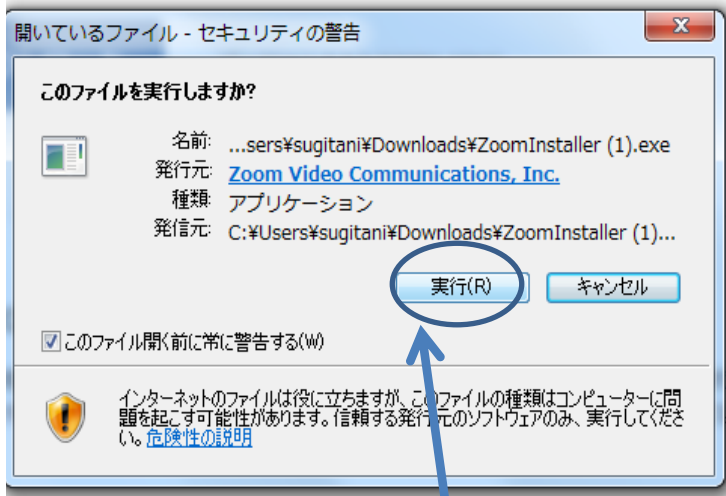 開いているファイル - セキュリティの警告
このファイルを実行しますか?
名前: ...sers¥sugitani¥Downloads¥ZoomInstaller (1).exe
発行元: Zoom Video Communications, Inc.
種類: アプリケーション
発信元: C:¥Users¥sugitani¥Downloads¥ZoomInstaller (1)...
実行(R) キャンセル
このファイル開く前に常に警告する(W)
インターネットのファイルは役に立ちますが、このファイルの種類はコンピューターに問
題を起こす可能性があります。信頼する発行元のソフトウェアのみ、実行してくださ
い。危険性の説明